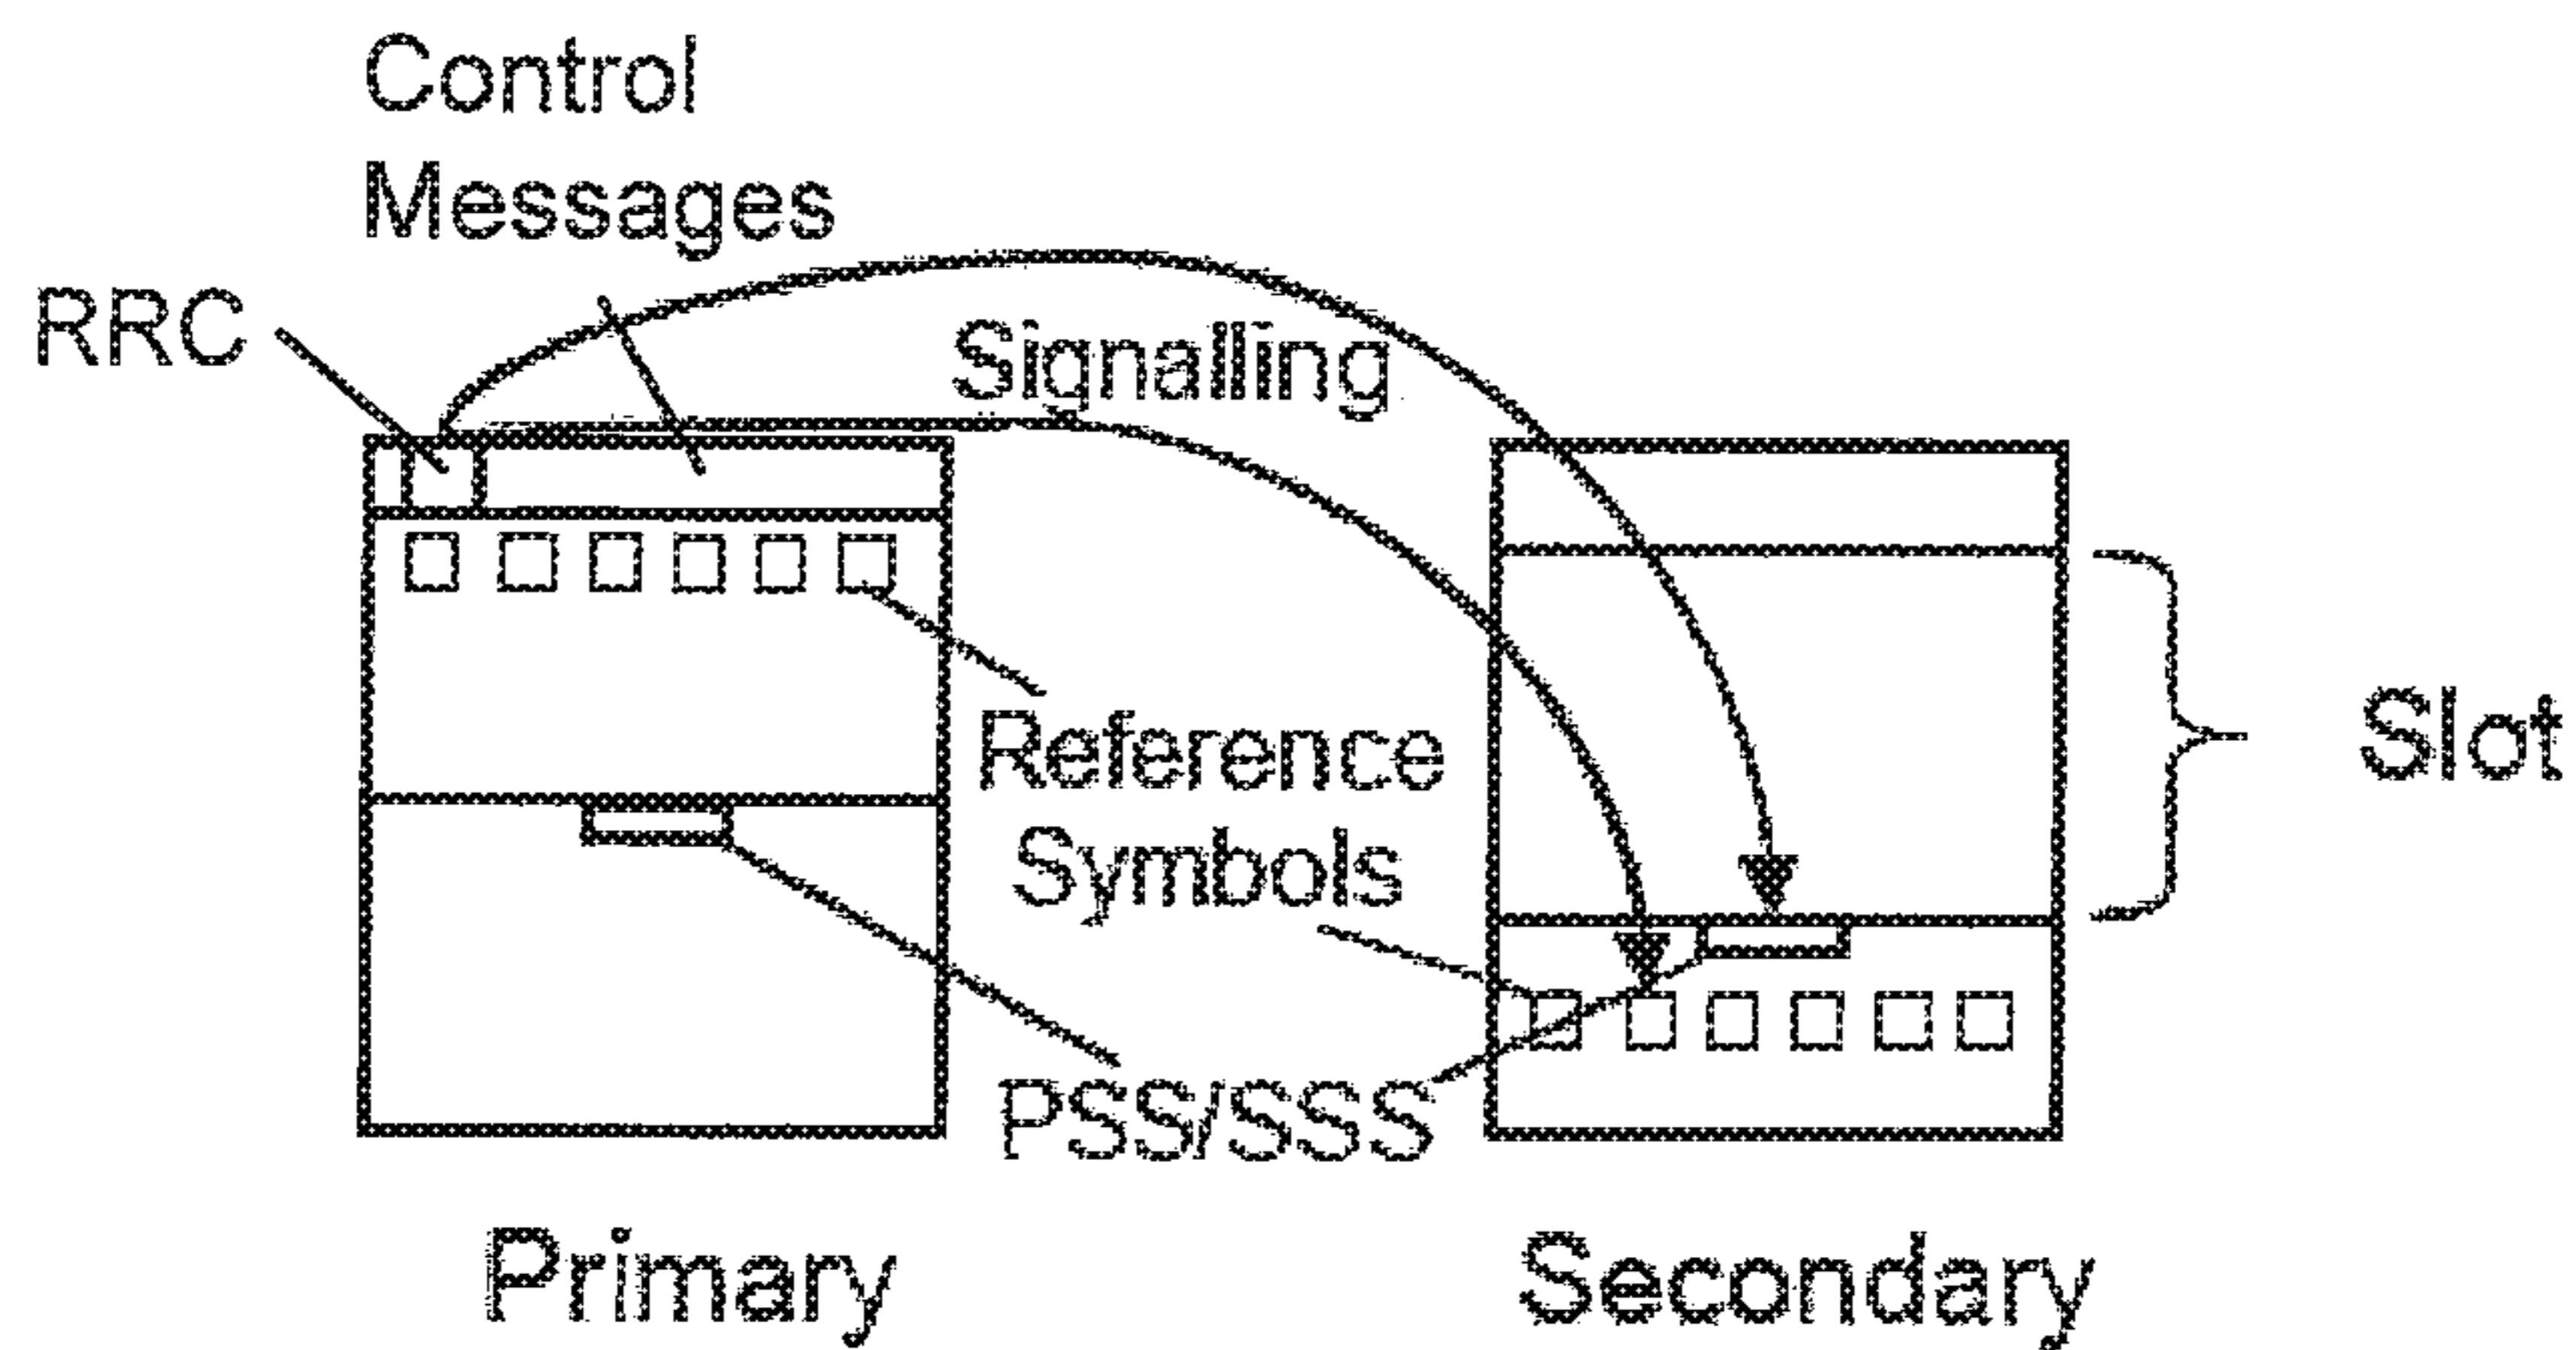 Control
Messages
RRC
Signalling
Reference
Symbols
Slot
PSS/SSS
Primary
Secondary